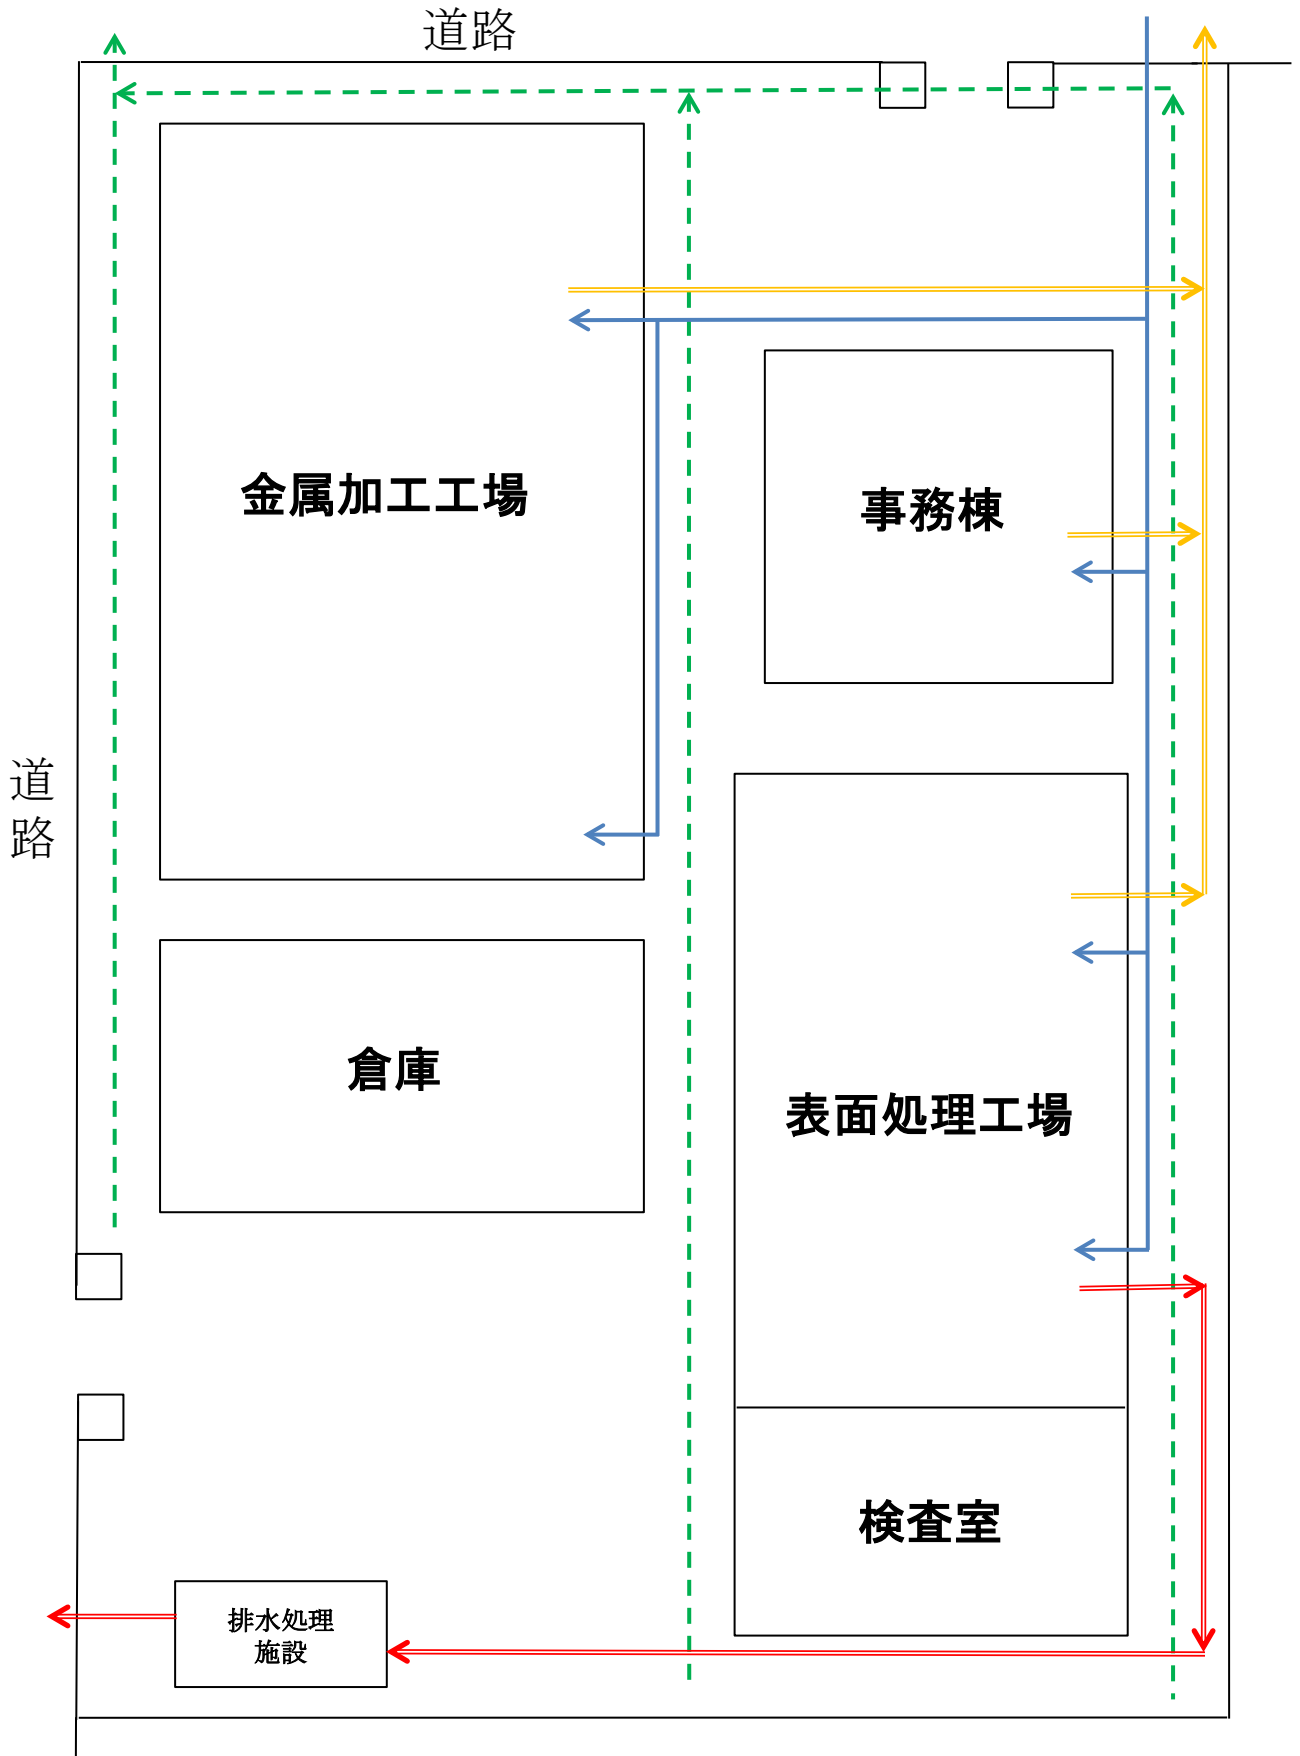 道路
金属加工工場
事務棟
道
路
倉庫
表面処理工場
検査室
排水処理
施設